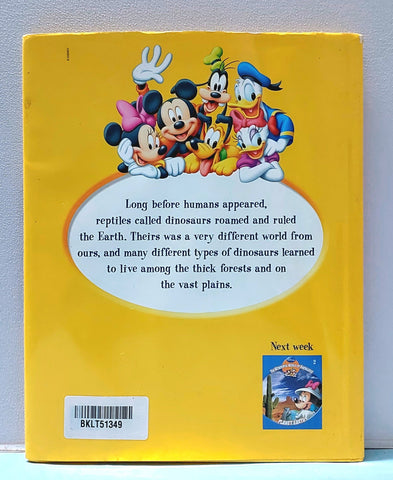 Long before humans appeared,
reptiles called dinosaurs roamed and ruled
the Earth. Theirs was a very different world from
ours, and many different types of dinosaurs learned
to live among the thick forests and on
the vast plains.
Next week
2
BKLT51349